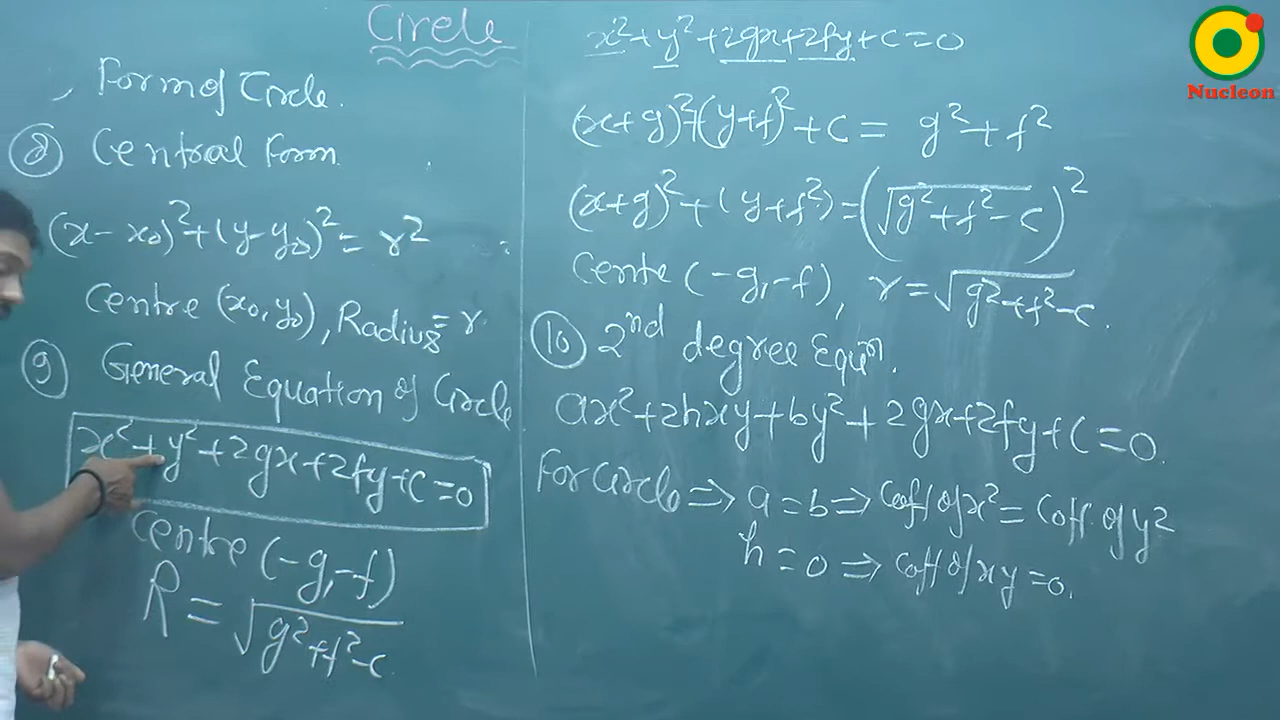 Circle
Form of Circle.
⑧ Central Form
(x-x₀)²+(y-y₀)²= r²
Centre (x₀,y₀), Radius = r
⑨ General Equation of Circle
x²+y²+2gx+2fy+c=0
Centre (-g,-f)
R = √g²+f²-c
x²+y²+2gx+2fy+c=0
(x+g)²+(y+f)²+c = g²+f²
(x+g)²+(y+f²)=(√g²+f²-c)²
Cente (-g,-f), r=√g²+f²-c.
⑩ 2nd degree Equn.
ax²+2hxy+by²+2gx+2fy+c=0.
For Circle ⇒ a=b ⇒ Coff of x² = Coff. of y²
h=0 ⇒ Coff of xy =0.
Nucleon